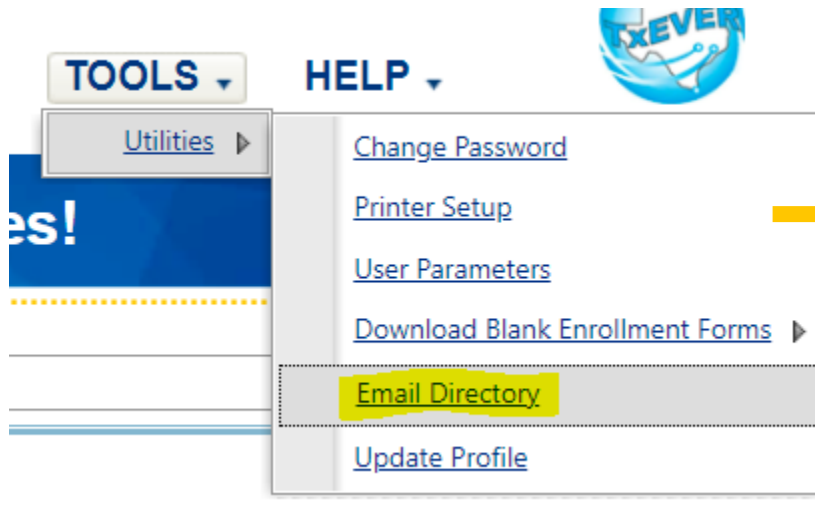 TxEVER
TOOLS HELP
Utilities
Change Password
es!
Printer Setup
User Parameters
Download Blank Enrollment Forms
Email Directory
Update Profile